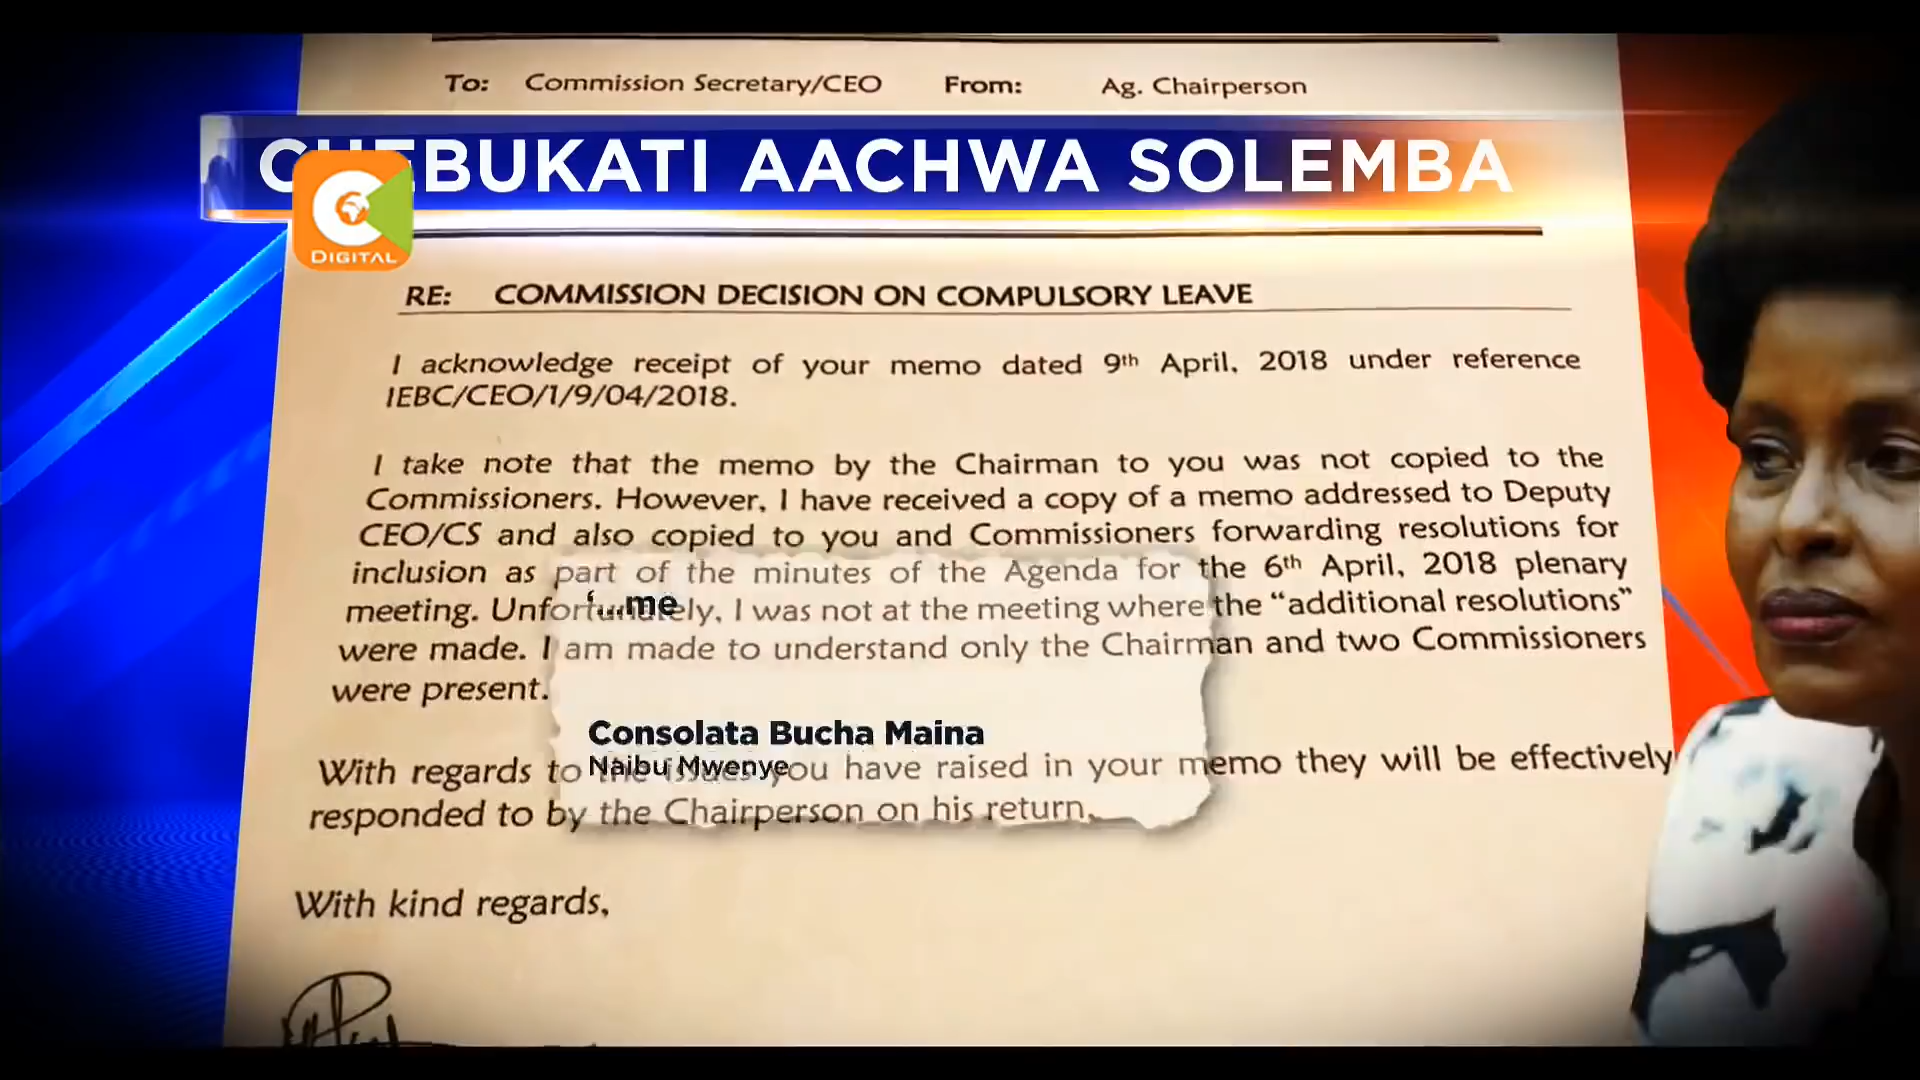 To: Commission Secretary/CEO From: Ag. Chairperson
CHEBUKATI AACHWA SOLEMBA
DIGITAL
RE: COMMISSION DECISION ON COMPULSORY LEAVE
I acknowledge receipt of your memo dated 9th April, 2018 under reference
IEBC/CEO/1/9/04/2018.
I take note that the memo by the Chairman to you was not copied to the
Commissioners. However, I have received a copy of a memo addressed to Deputy
CEO/CS and also copied to you and Commissioners forwarding resolutions for
inclusion as part of the minutes of the Agenda for the 6th April, 2018 plenary
meeting. Unfortunately, I was not at the meeting where the “additional resolutions”
were made. I am made to understand only the Chairman and two Commissioners
were present.
‘...me
Consolata Bucha Maina
Naibu Mwenye
With regards to the issues you have raised in your memo they will be effectively
responded to by the Chairperson on his return.
With kind regards,